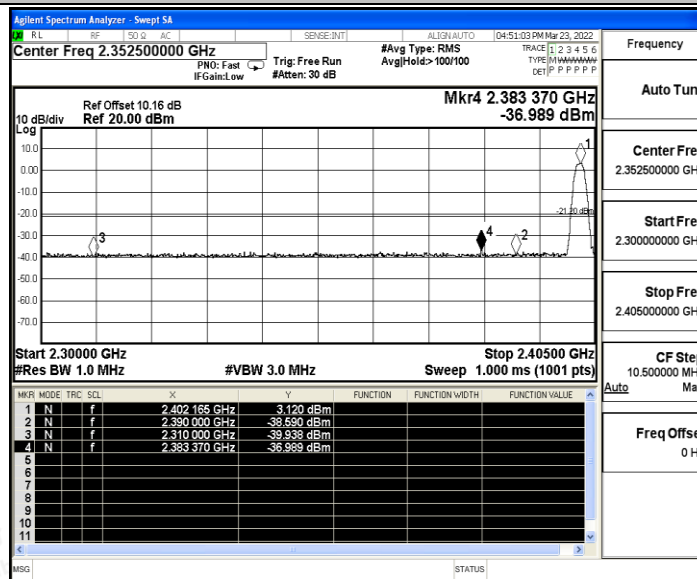 Agilent Spectrum Analyzer - Swept SA
RL RF 50 Ω AC SENSE:INT ALIGNAUTO 04:51:03 PM Mar 23, 2022
Center Freq 2.352500000 GHz
PNO: Fast
IFGain:Low
Trig: Free Run
#Atten: 30 dB
#Avg Type: RMS
Avg|Hold:>100/100
TRACE 1 2 3 4 5 6
TYPE M
DET P P P P P P
Mkr4 2.383 370 GHz
-36.989 dBm
Ref Offset 10.16 dB
10 dB/div Ref 20.00 dBm
Log
10.0
0.00
-10.0
-20.0
-30.0
-40.0
-50.0
-60.0
-70.0
1
-21.20 dBm
3
4
2
Start 2.30000 GHz Stop 2.40500 GHz
#Res BW 1.0 MHz #VBW 3.0 MHz Sweep 1.000 ms (1001 pts)
MKR MODE TRC SCL X Y FUNCTION FUNCTION WIDTH FUNCTION VALUE
1 N f 2.402 165 GHz 3.120 dBm
2 N f 2.390 000 GHz -38.590 dBm
3 N f 2.310 000 GHz -39.938 dBm
4 N f 2.383 370 GHz -36.989 dBm
5
6
7
8
9
10
11
MSG STATUS
Frequency
Auto Tun
Center Fre
2.352500000 GH
Start Fre
2.300000000 GH
Stop Fre
2.405000000 GH
CF Step
10.500000 MH
Auto Ma
Freq Offse
0 H